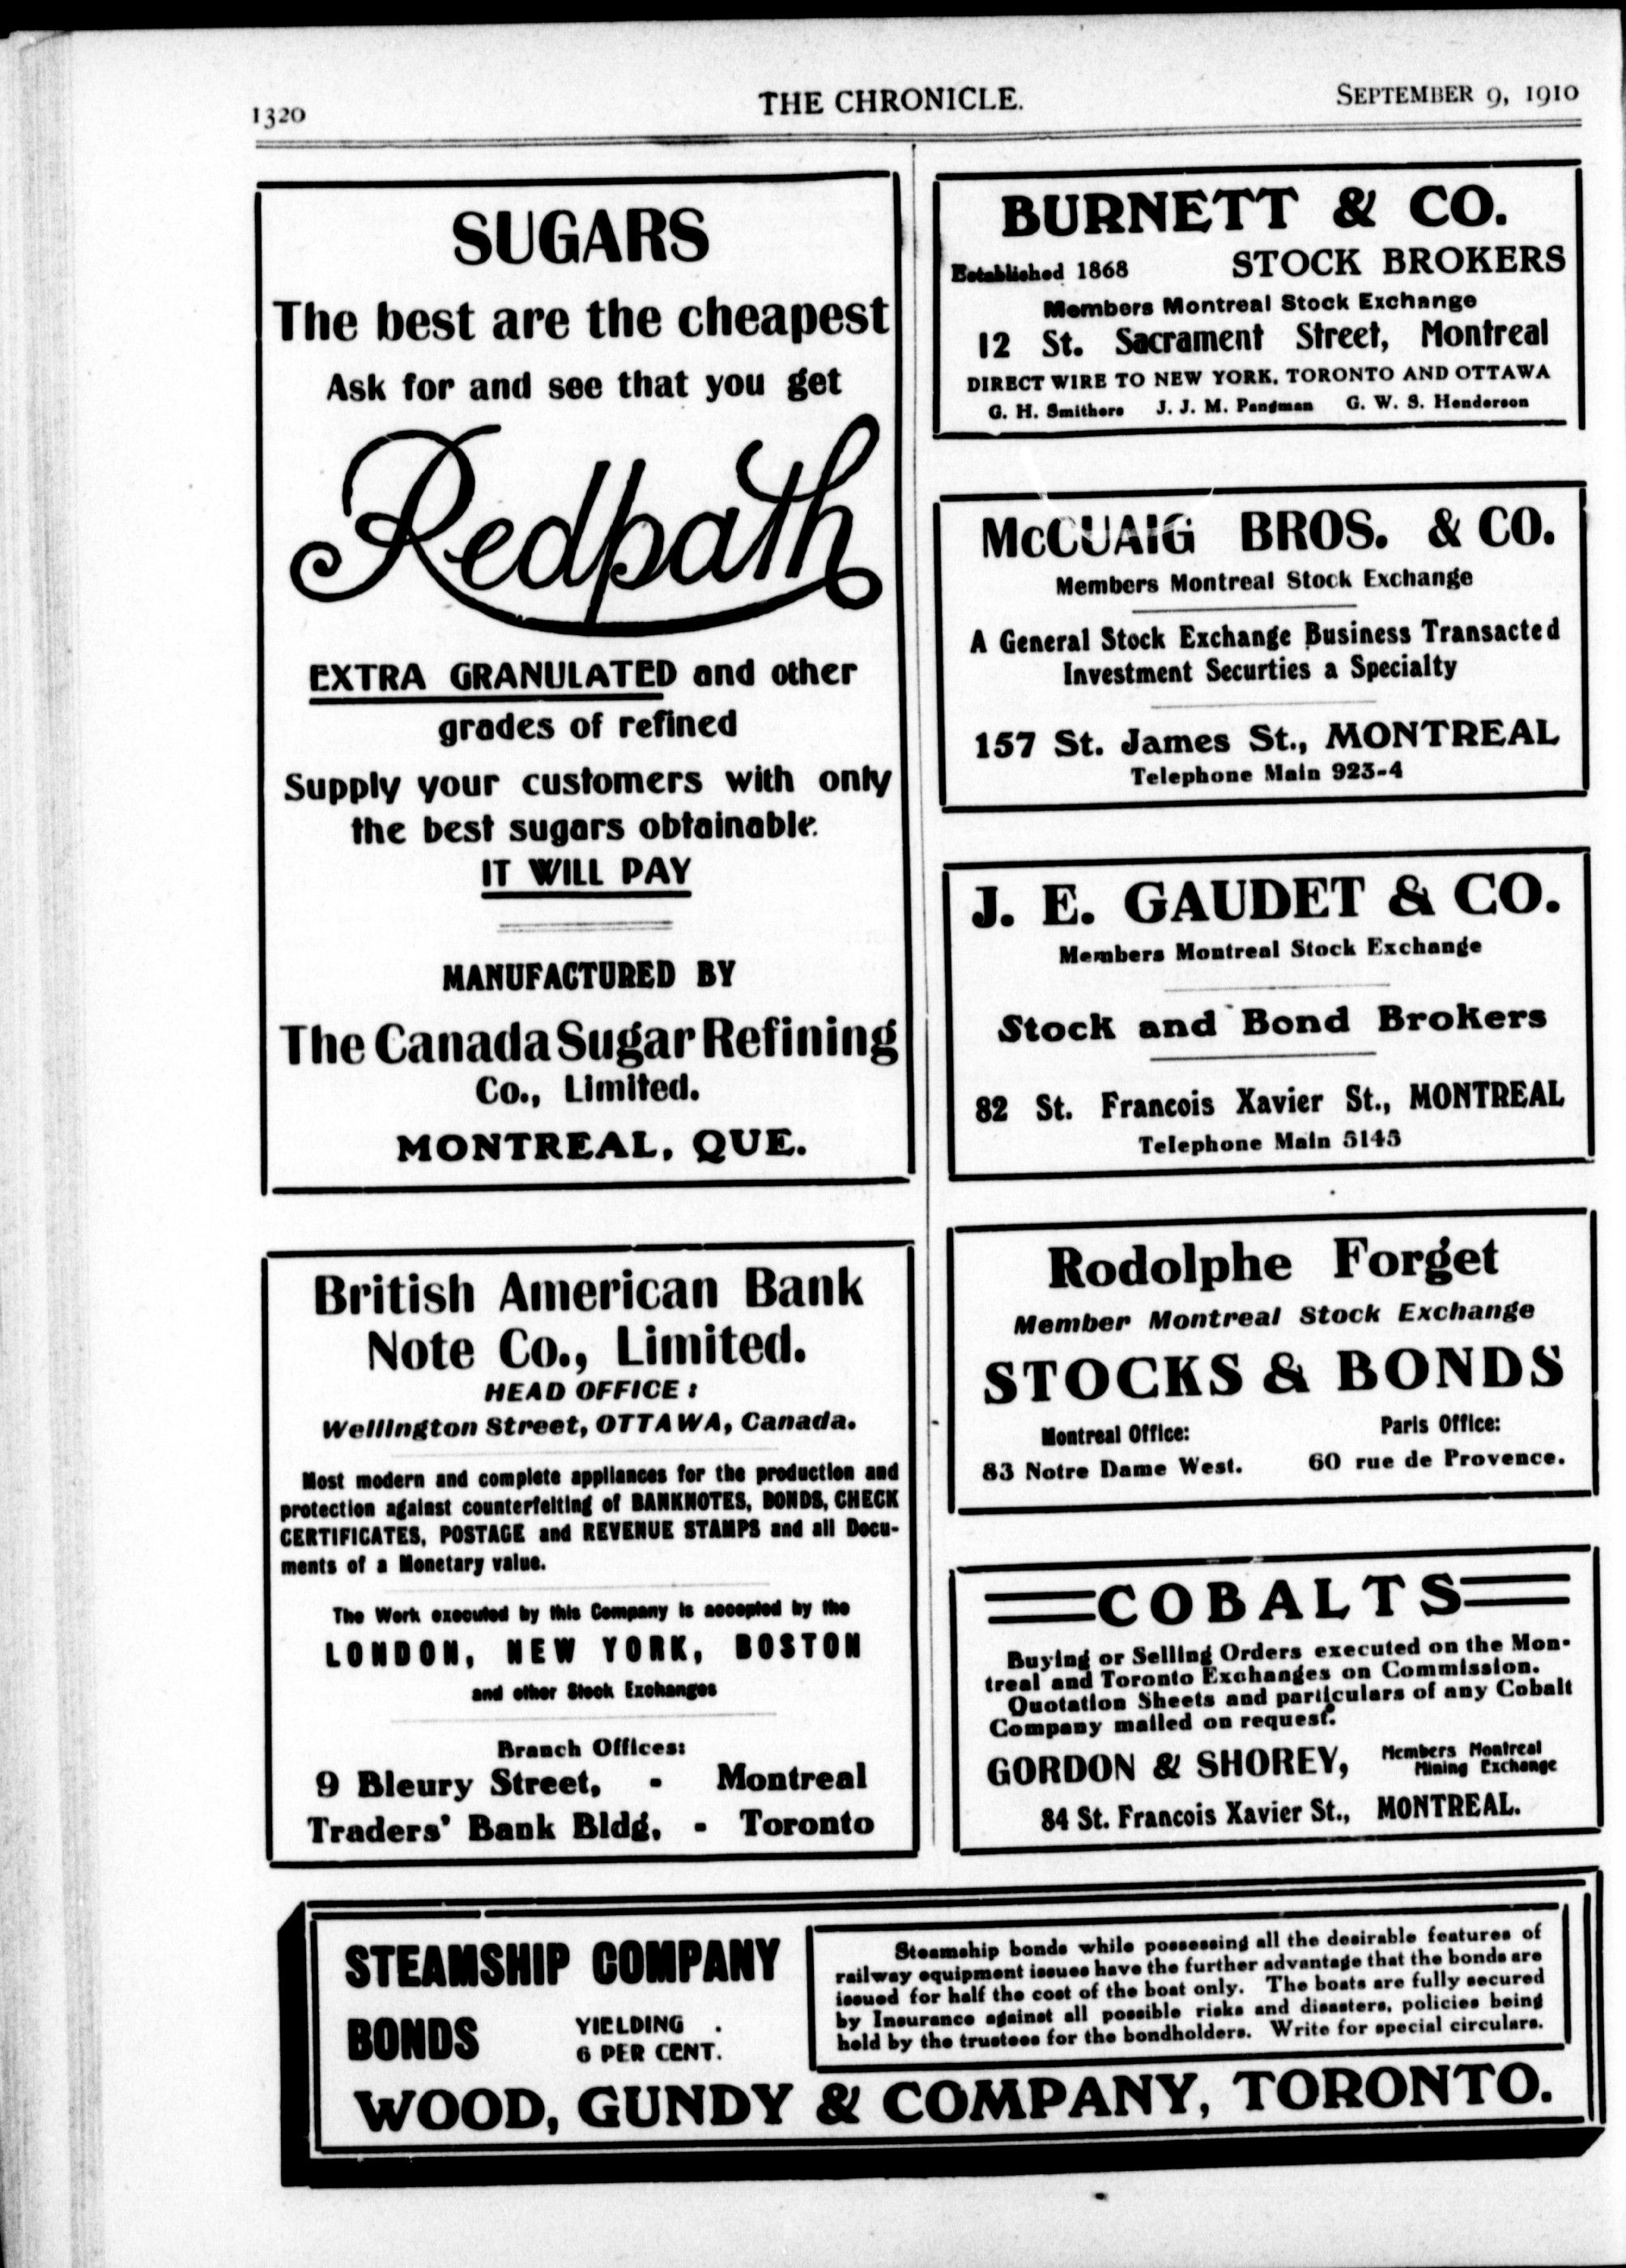 1320
THE CHRONICLE.
SEPTEMBER 9, 1910
SUGARS
The best are the cheapest
Ask for and see that you get
Redpath
EXTRA GRANULATED and other
grades of refined
Supply your customers with only
the best sugars obtainable.
IT WILL PAY
MANUFACTURED BY
The Canada Sugar Refining
Co., Limited.
MONTREAL, QUE.
British American Bank
Note Co., Limited.
HEAD OFFICE :
Wellington Street, OTTAWA, Canada.
Most modern and complete appliances for the production and
protection against counterfeiting of BANKNOTES, BONDS, CHECK
CERTIFICATES, POSTAGE and REVENUE STAMPS and all Docu-
ments of a Monetary value.
The Work executed by this Company is accepted by the
LONDON, NEW YORK, BOSTON
and other Stock Exchanges
Branch Offices:
9 Bleury Street, - Montreal
Traders' Bank Bldg. - Toronto
BURNETT & CO.
Established 1868 STOCK BROKERS
Members Montreal Stock Exchange
12 St. Sacrament Street, Montreal
DIRECT WIRE TO NEW YORK, TORONTO AND OTTAWA
G. H. Smithers J. J. M. Pangman G. W. S. Henderson
McCUAIG BROS. & CO.
Members Montreal Stock Exchange
A General Stock Exchange Business Transacted
Investment Securties a Specialty
157 St. James St., MONTREAL
Telephone Main 923-4
J. E. GAUDET & CO.
Members Montreal Stock Exchange
Stock and Bond Brokers
82 St. Francois Xavier St., MONTREAL
Telephone Main 5145
Rodolphe Forget
Member Montreal Stock Exchange
STOCKS & BONDS
Montreal Office: Paris Office:
83 Notre Dame West. 60 rue de Provence.
COBALTS
Buying or Selling Orders executed on the Mon-
treal and Toronto Exchanges on Commission.
Quotation Sheets and particulars of any Cobalt
Company mailed on request.
GORDON & SHOREY, Members Montreal
Mining Exchange
84 St. Francois Xavier St., MONTREAL.
STEAMSHIP COMPANY
BONDS YIELDING
6 PER CENT.
Steamship bonds while possessing all the desirable features of
railway equipment issues have the further advantage that the bonds are
issued for half the cost of the boat only. The boats are fully secured
by Insurance against all possible risks and disasters, policies being
held by the trustees for the bondholders. Write for special circulars.
WOOD, GUNDY & COMPANY, TORONTO.